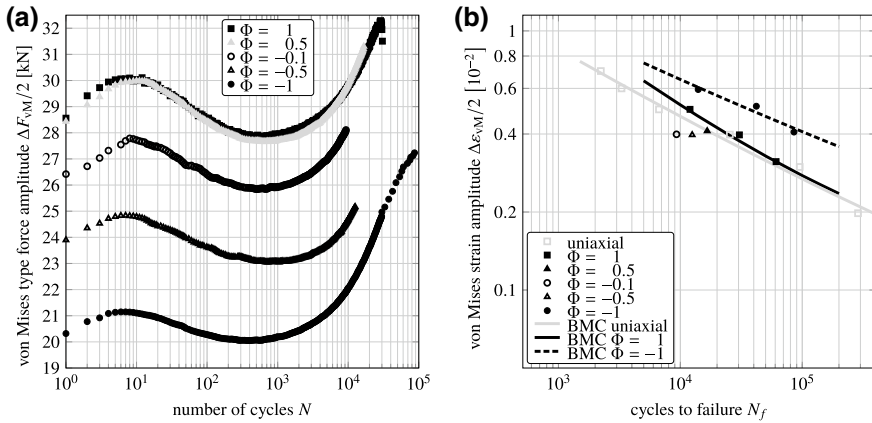 (a)
von Mises type force amplitude ΔF_vM/2 [kN]
32
31
30
29
28
27
26
25
24
23
22
21
20
19
Φ = 1
Φ = 0.5
Φ = −0.1
Φ = −0.5
Φ = −1
10^0 10^1 10^2 10^3 10^4 10^5
number of cycles N
(b)
von Mises strain amplitude Δε_vM/2 [10^-2]
1
0.8
0.6
0.4
0.2
0.1
uniaxial
Φ = 1
Φ = 0.5
Φ = −0.1
Φ = −0.5
Φ = −1
BMC uniaxial
BMC Φ = 1
BMC Φ = −1
10^3 10^4 10^5
cycles to failure N_f